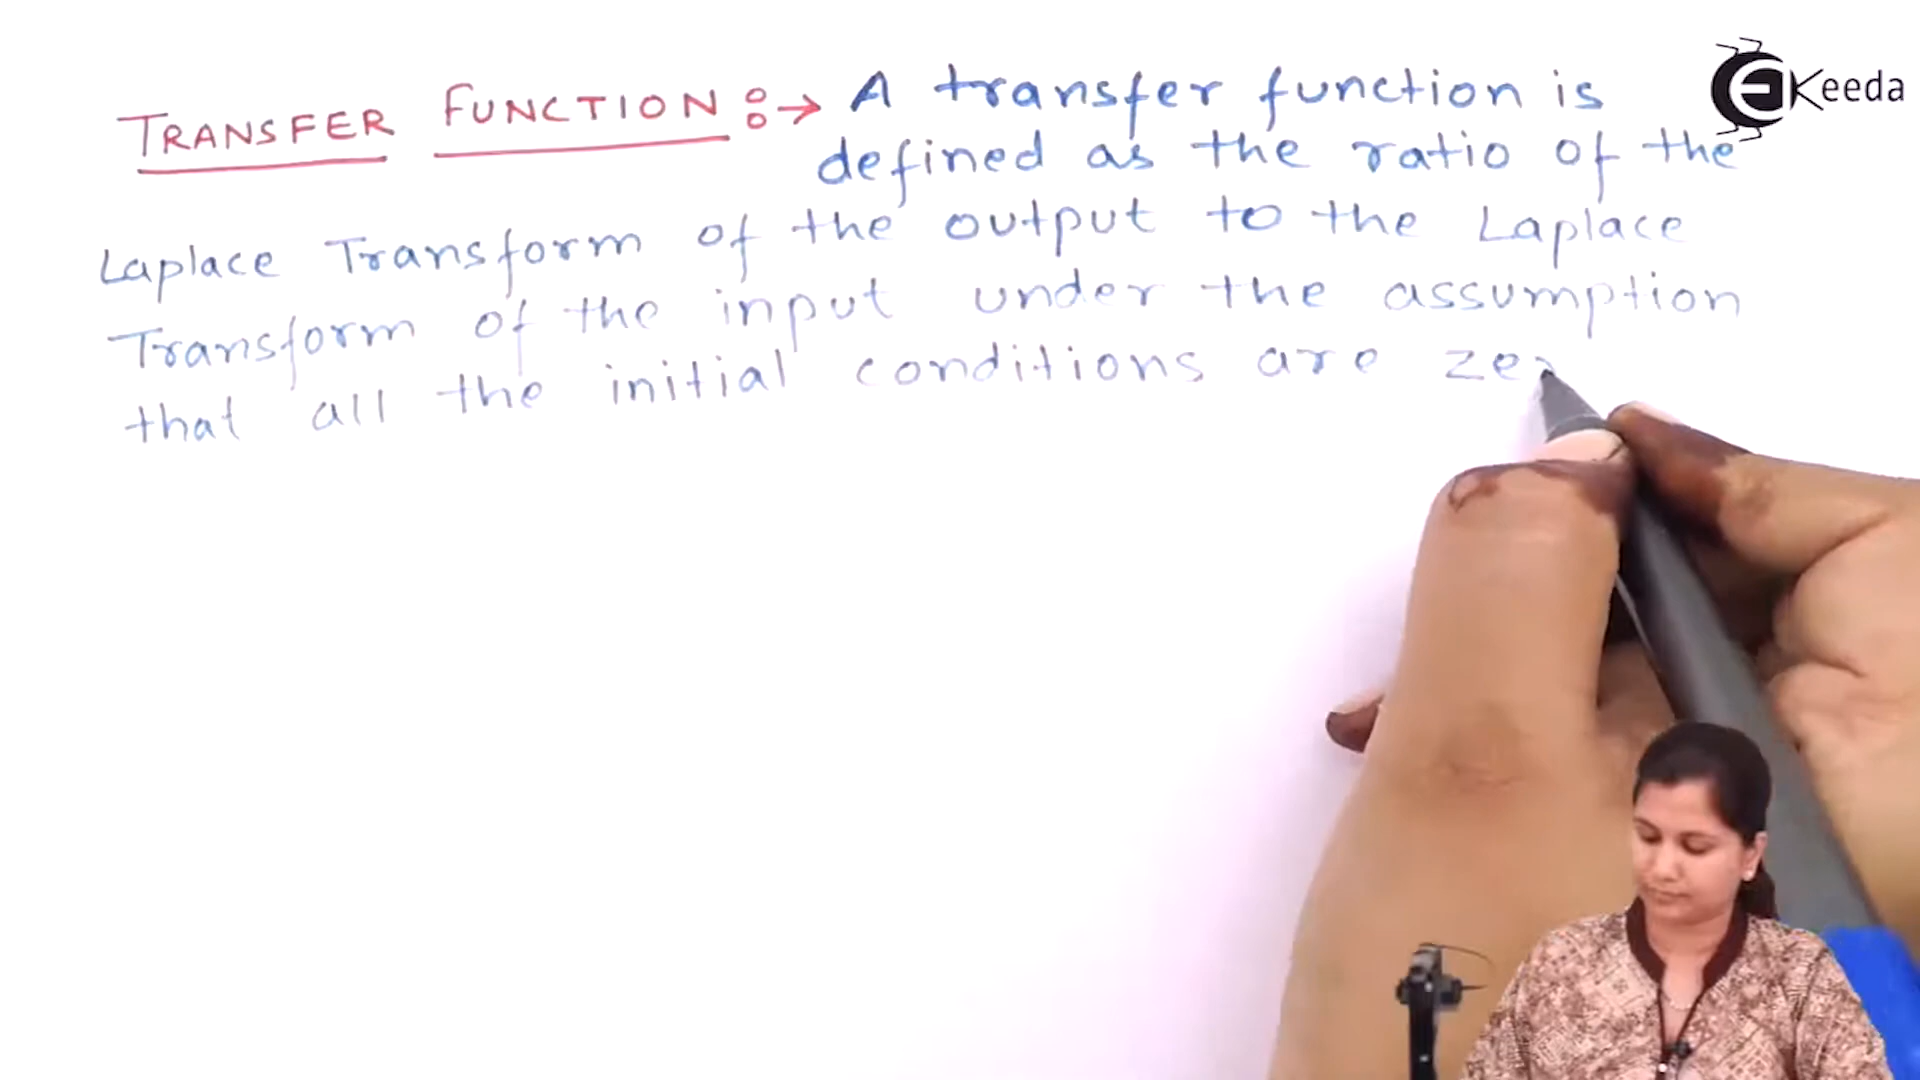 TRANSFER FUNCTION :→ A transfer function is
defined as the ratio of the
Laplace Transform of the output to the Laplace
Transform of the input under the assumption
that all the initial conditions are ze
EKeeda